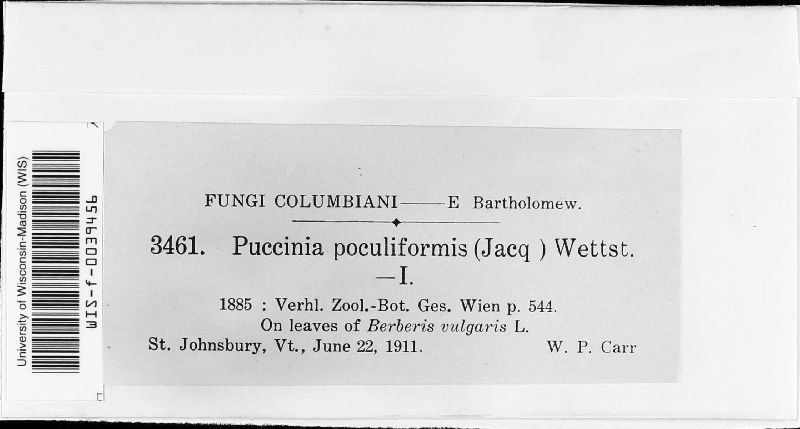 University of Wisconsin-Madison (WIS)
WIS-f-0039456
FUNGI COLUMBIANI——E Bartholomew.
3461. Puccinia poculiformis (Jacq ) Wettst.
—I.
1885 : Verhl. Zool.-Bot. Ges. Wien p. 544.
On leaves of Berberis vulgaris L.
St. Johnsbury, Vt., June 22, 1911. W. P. Carr